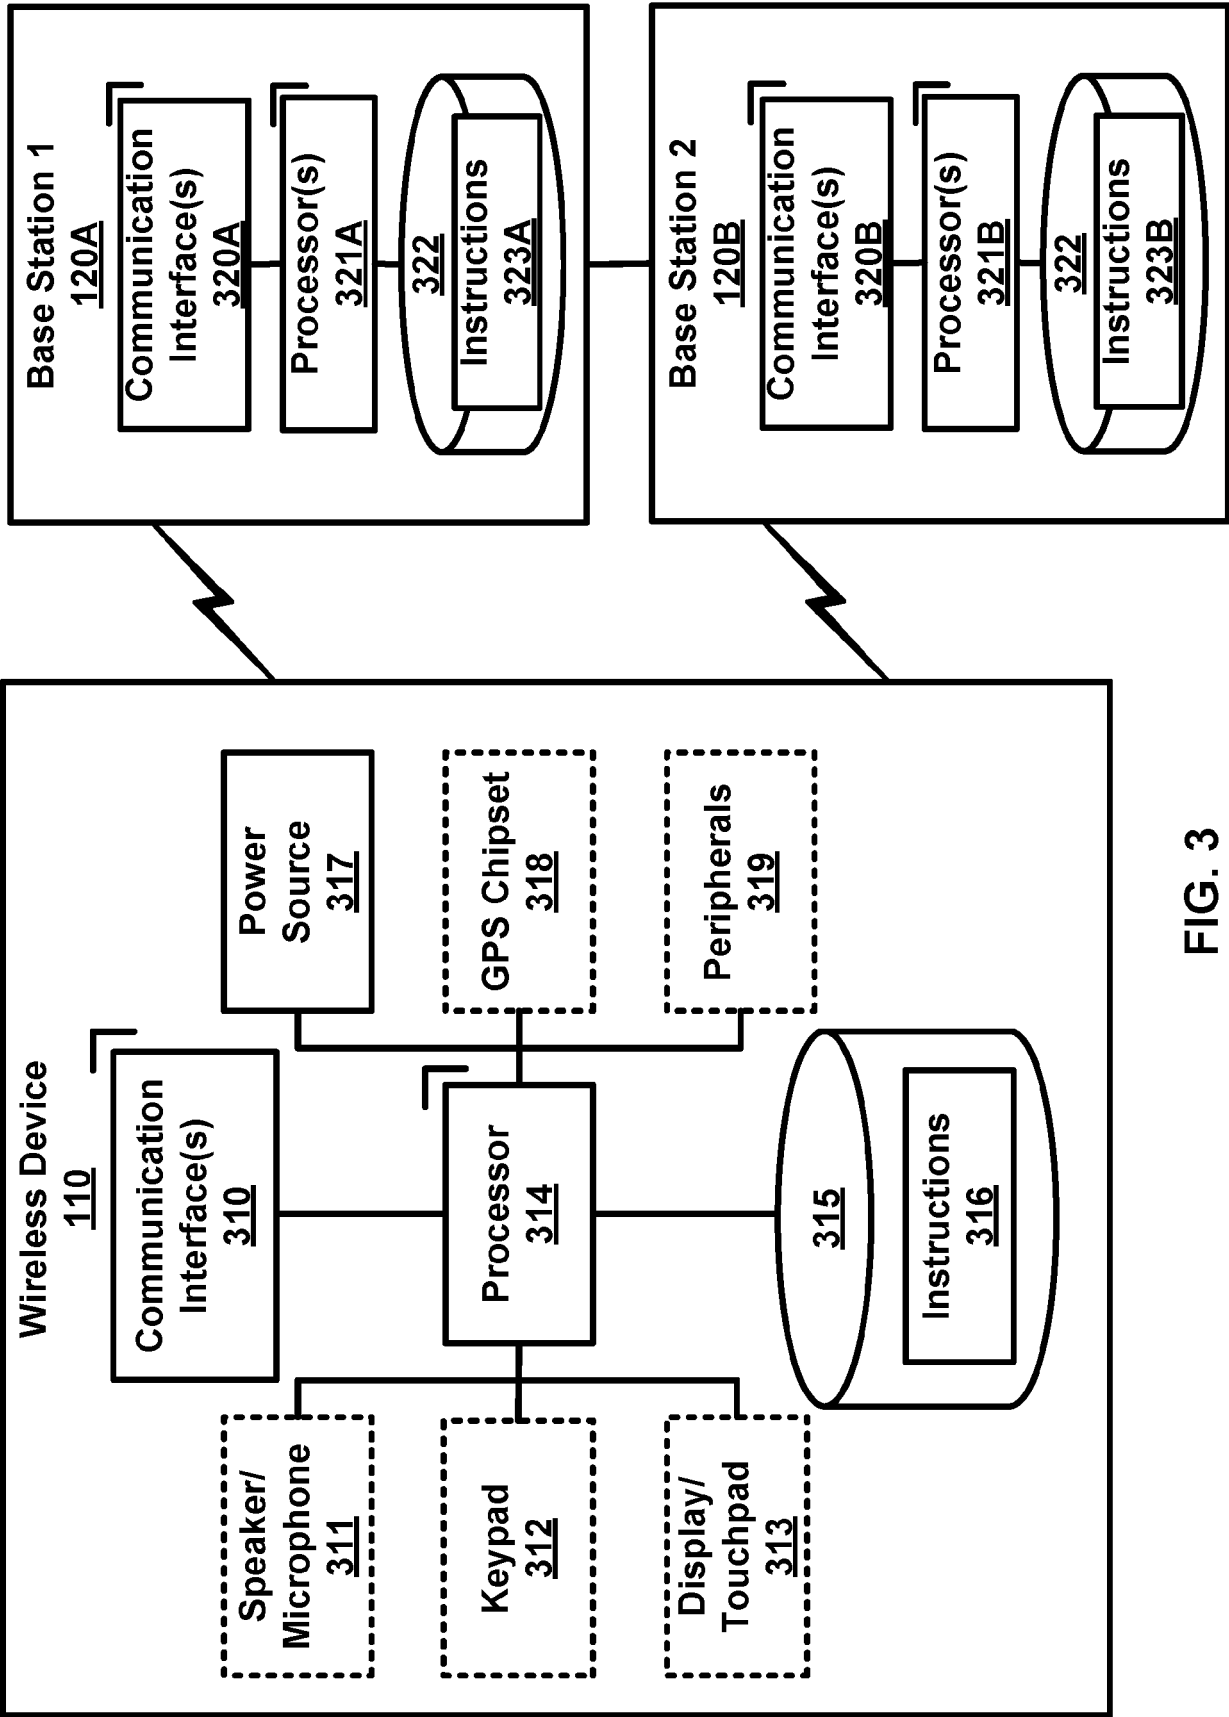 Wireless Device
110
Communication
Interface(s)
310
Speaker/
Microphone
311
Keypad
312
Display/
Touchpad
313
Processor
314
Power
Source
317
GPS Chipset
318
Peripherals
319
315
Instructions
316
Base Station 1
120A
Communication
Interface(s)
320A
Processor(s)
321A
322
Instructions
323A
Base Station 2
120B
Communication
Interface(s)
320B
Processor(s)
321B
322
Instructions
323B
FIG. 3